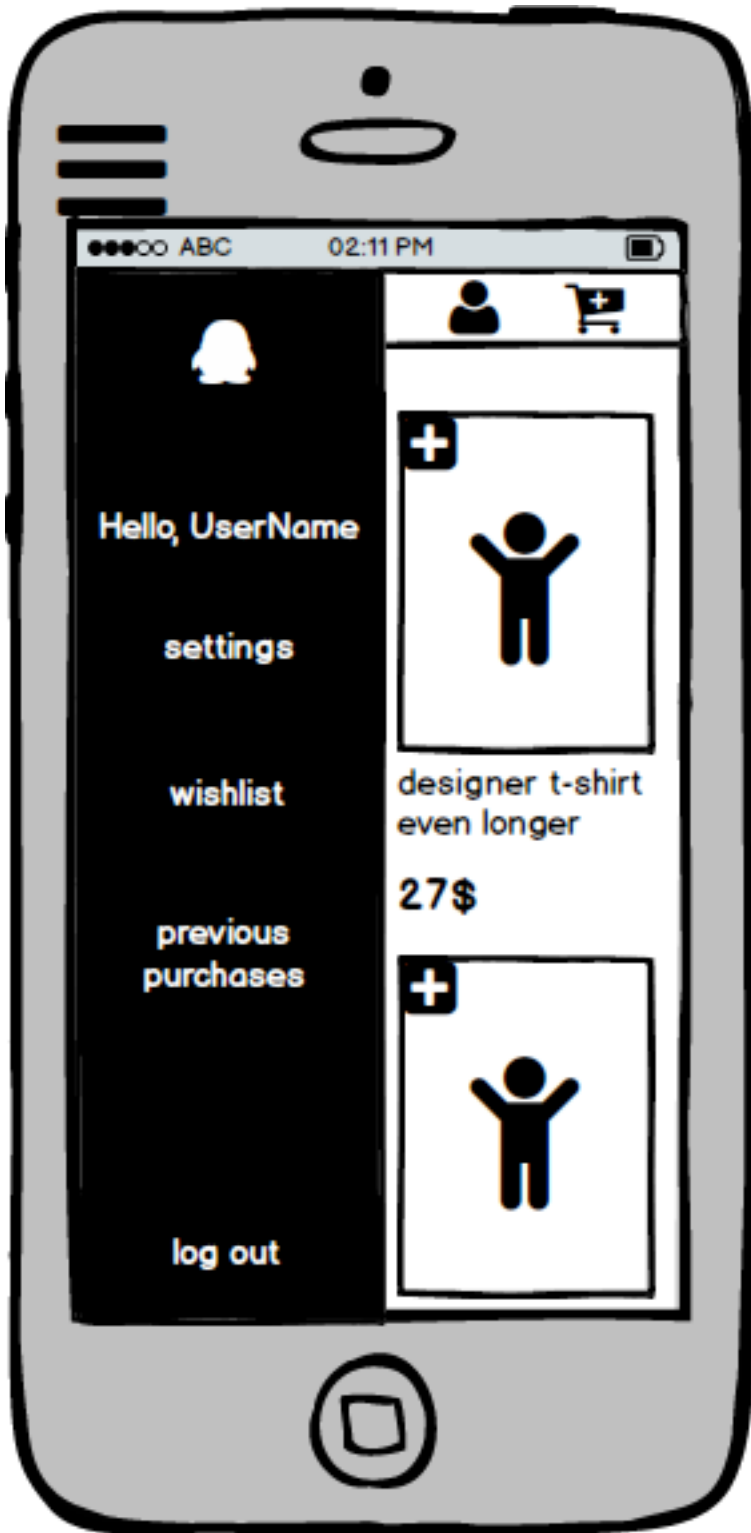 ABC 02:11 PM
Hello, UserName
settings
wishlist
previous
purchases
log out
designer t-shirt
even longer
27$